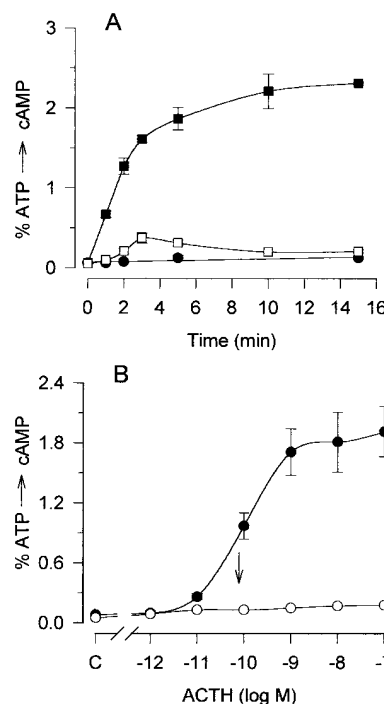 A
3
2
1
0
% ATP → cAMP
0 2 4 6 8 10 12 14 16
Time (min)
B
2.4
1.8
1.2
0.6
0.0
% ATP → cAMP
C -12 -11 -10 -9 -8 -7
ACTH (log M)